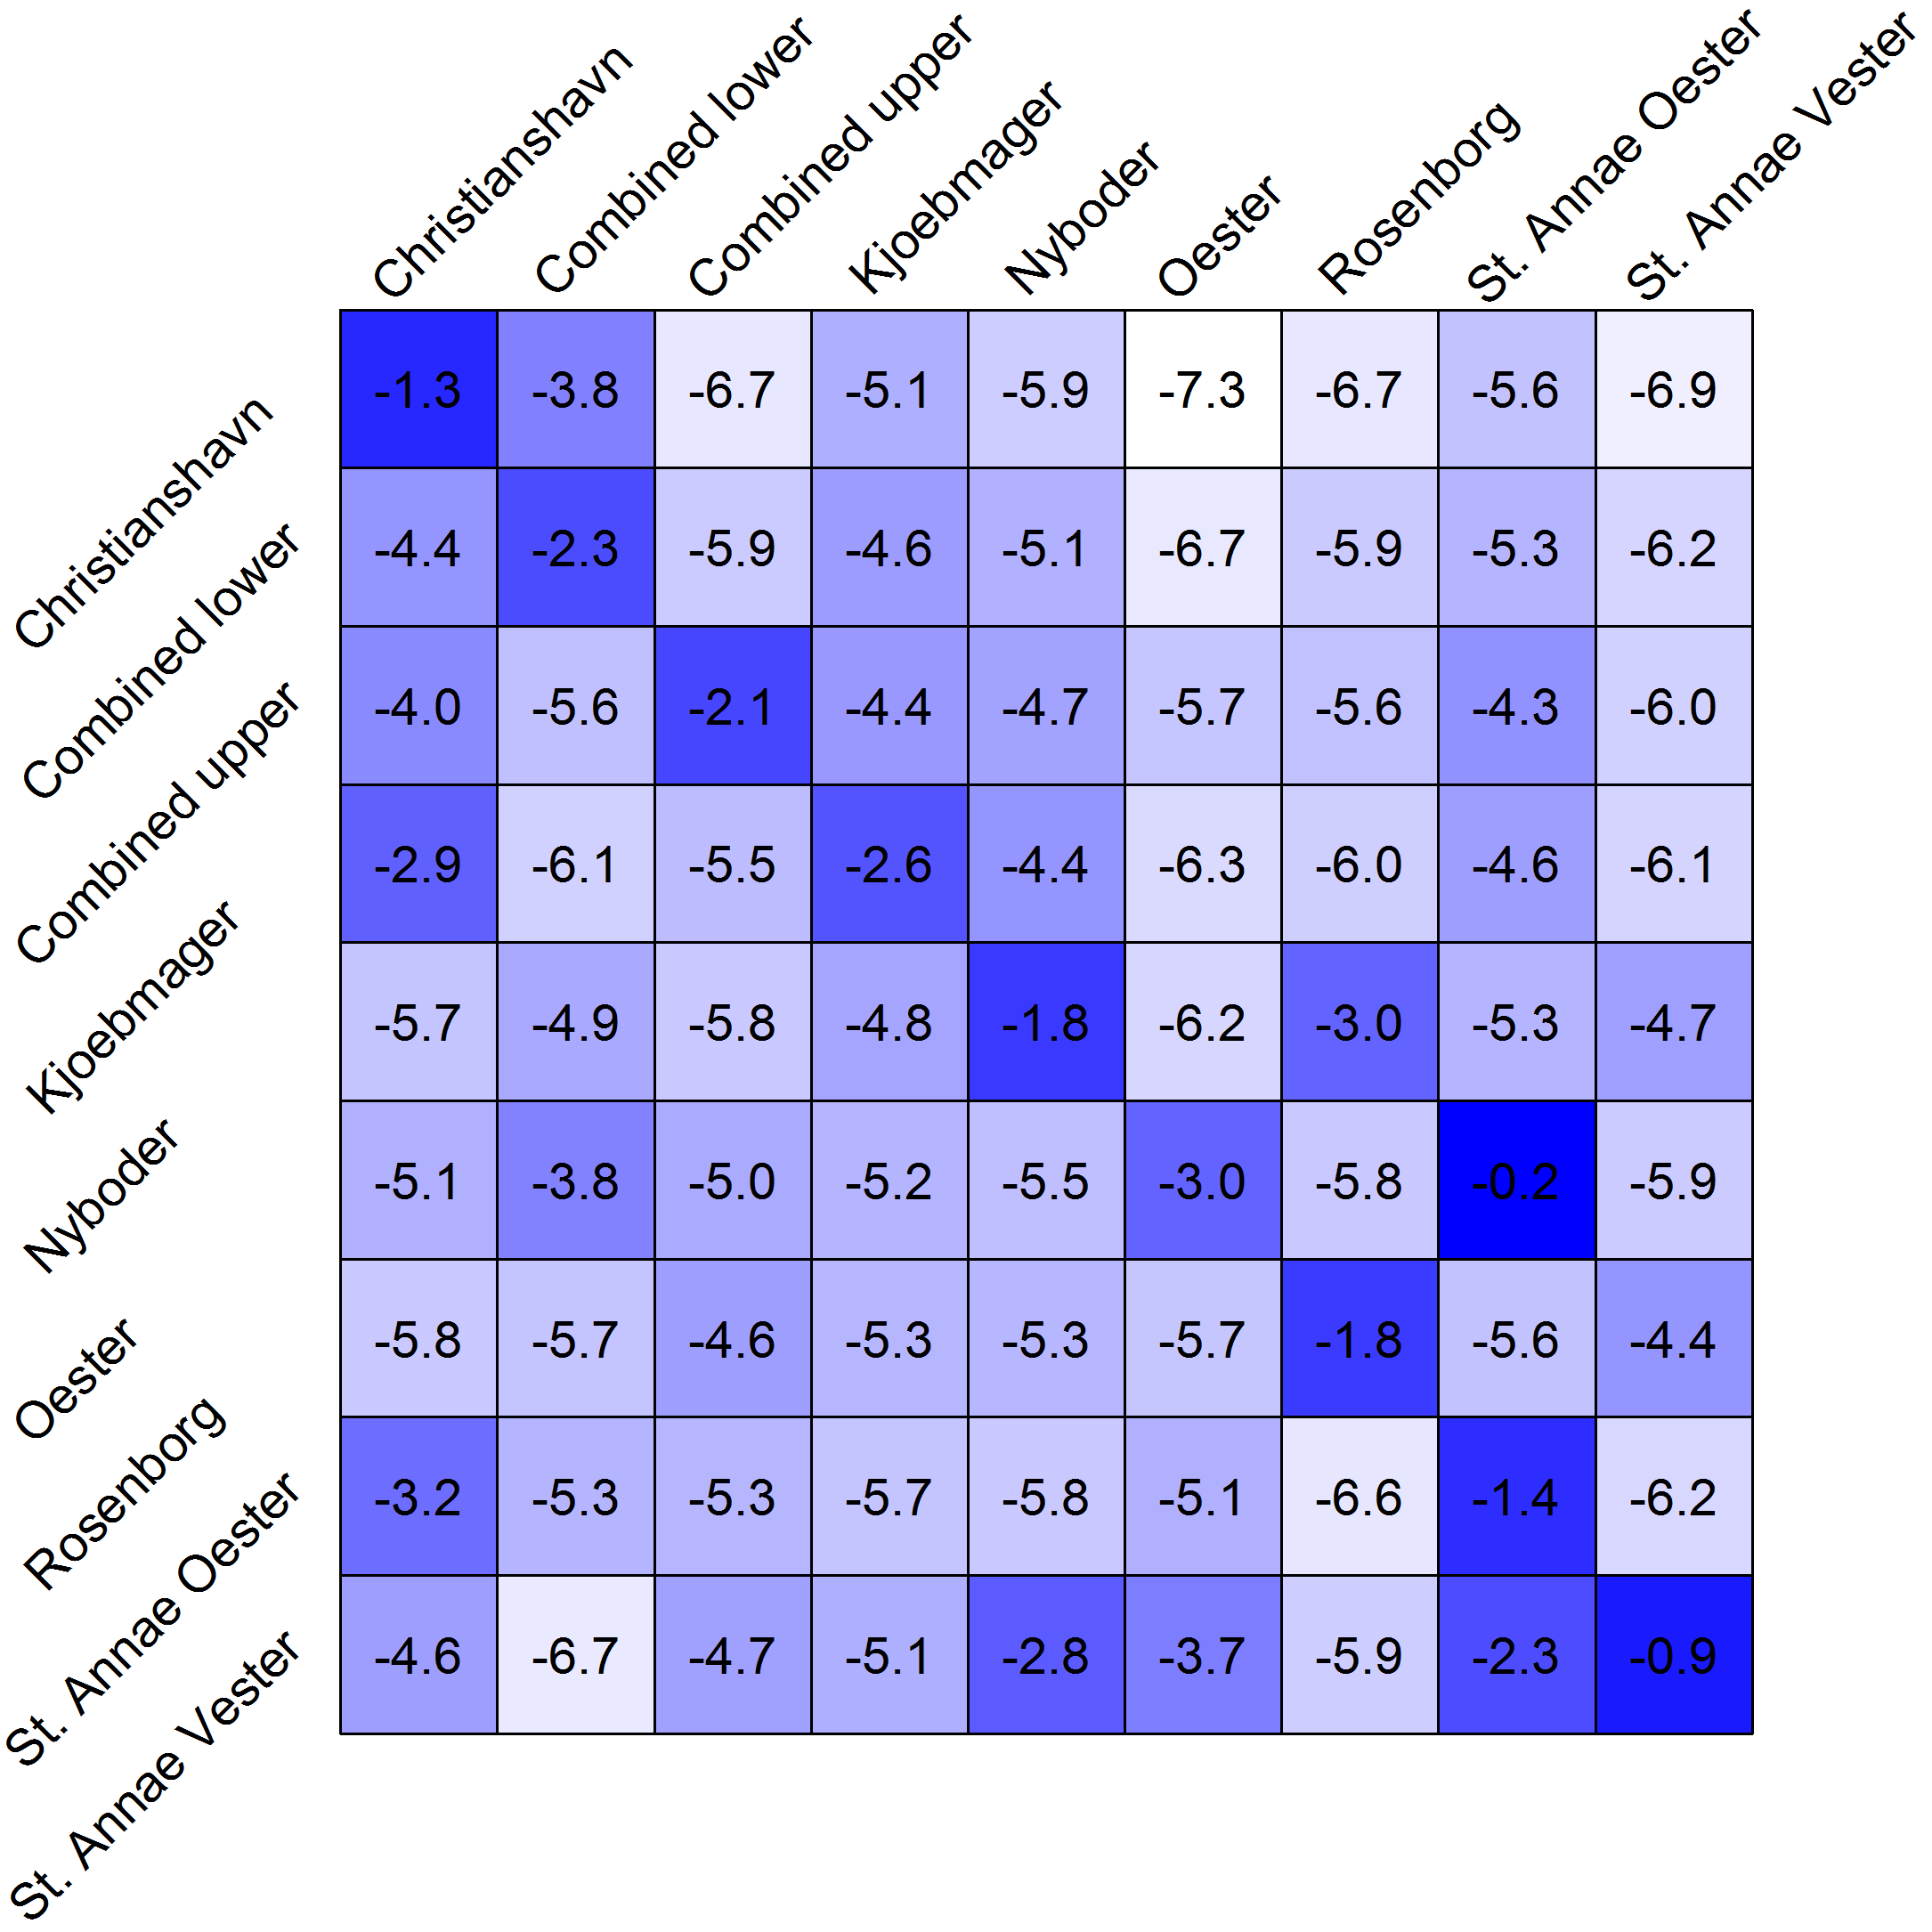 Christianshavn Combined lower Combined upper Kjoebmager Nyboder Oester Rosenborg St. Annae Oester St. Annae Vester
Christianshavn -1.3 -3.8 -6.7 -5.1 -5.9 -7.3 -6.7 -5.6 -6.9
Combined lower -4.4 -2.3 -5.9 -4.6 -5.1 -6.7 -5.9 -5.3 -6.2
Combined upper -4.0 -5.6 -2.1 -4.4 -4.7 -5.7 -5.6 -4.3 -6.0
Kjoebmager -2.9 -6.1 -5.5 -2.6 -4.4 -6.3 -6.0 -4.6 -6.1
Nyboder -5.7 -4.9 -5.8 -4.8 -1.8 -6.2 -3.0 -5.3 -4.7
Oester -5.1 -3.8 -5.0 -5.2 -5.5 -3.0 -5.8 -0.2 -5.9
Rosenborg -5.8 -5.7 -4.6 -5.3 -5.3 -5.7 -1.8 -5.6 -4.4
St. Annae Oester -3.2 -5.3 -5.3 -5.7 -5.8 -5.1 -6.6 -1.4 -6.2
St. Annae Vester -4.6 -6.7 -4.7 -5.1 -2.8 -3.7 -5.9 -2.3 -0.9